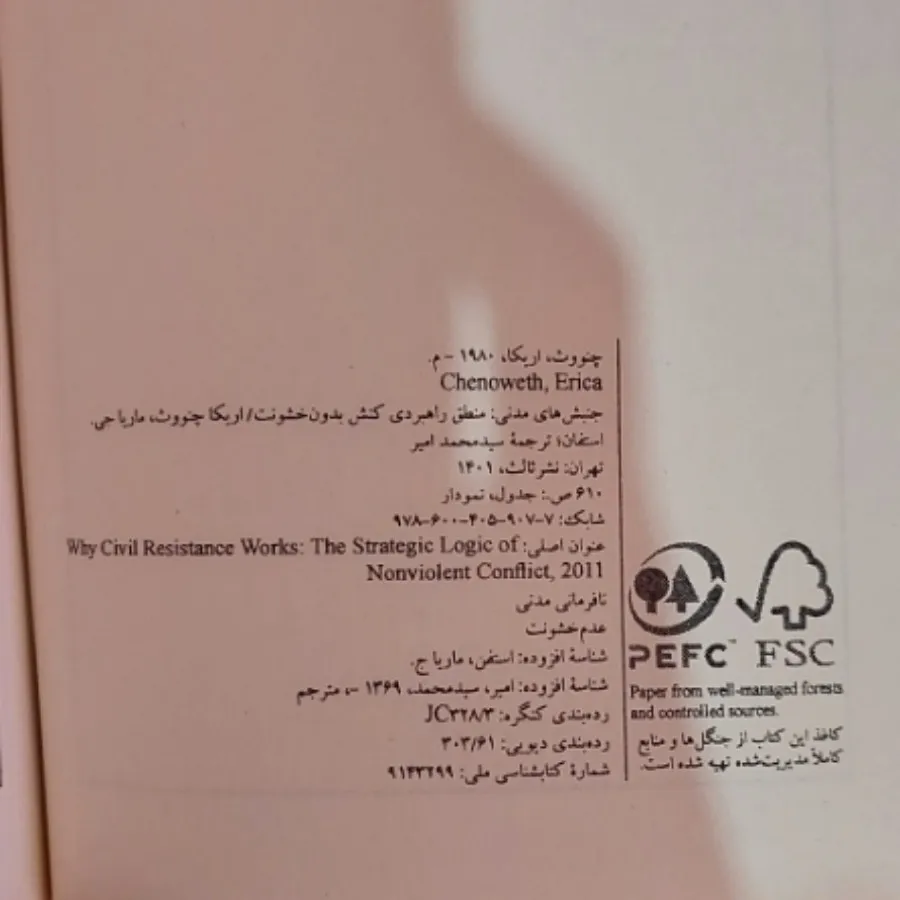 چنووث، اریکا، ۱۹۸۰ - م.
Chenoweth, Erica
جنبش‌های مدنی: منطق راهبردی کنش بدون‌خشونت/ اریکا چنووث، ماریا جی.
استفان؛ ترجمهٔ سیدمحمد امیر
تهران: نشر ثالث، ۱۴۰۱
۶۱۰ ص.: جدول، نمودار
شابک: ۷-۹۰۷-۴۰۵-۶۰۰-۹۷۸
عنوان اصلی: Why Civil Resistance Works: The Strategic Logic of
Nonviolent Conflict, 2011
نافرمانی مدنی
عدم‌خشونت
شناسهٔ افزوده: استفن، ماریا ج.
شناسهٔ افزوده: امیر، سیدمحمد، ۱۳۶۹ -، مترجم
رده‌بندی کنگره: JC۳۲۸/۳
رده‌بندی دیویی: ۳۰۳/۶۱
شمارهٔ کتابشناسی ملی: ۹۱۴۳۲۹۹
PEFC™ FSC
Paper from well-managed forests
and controlled sources.
کاغذ این کتاب از جنگل‌ها و منابع
کاملاً مدیریت‌شده تهیه شده است.